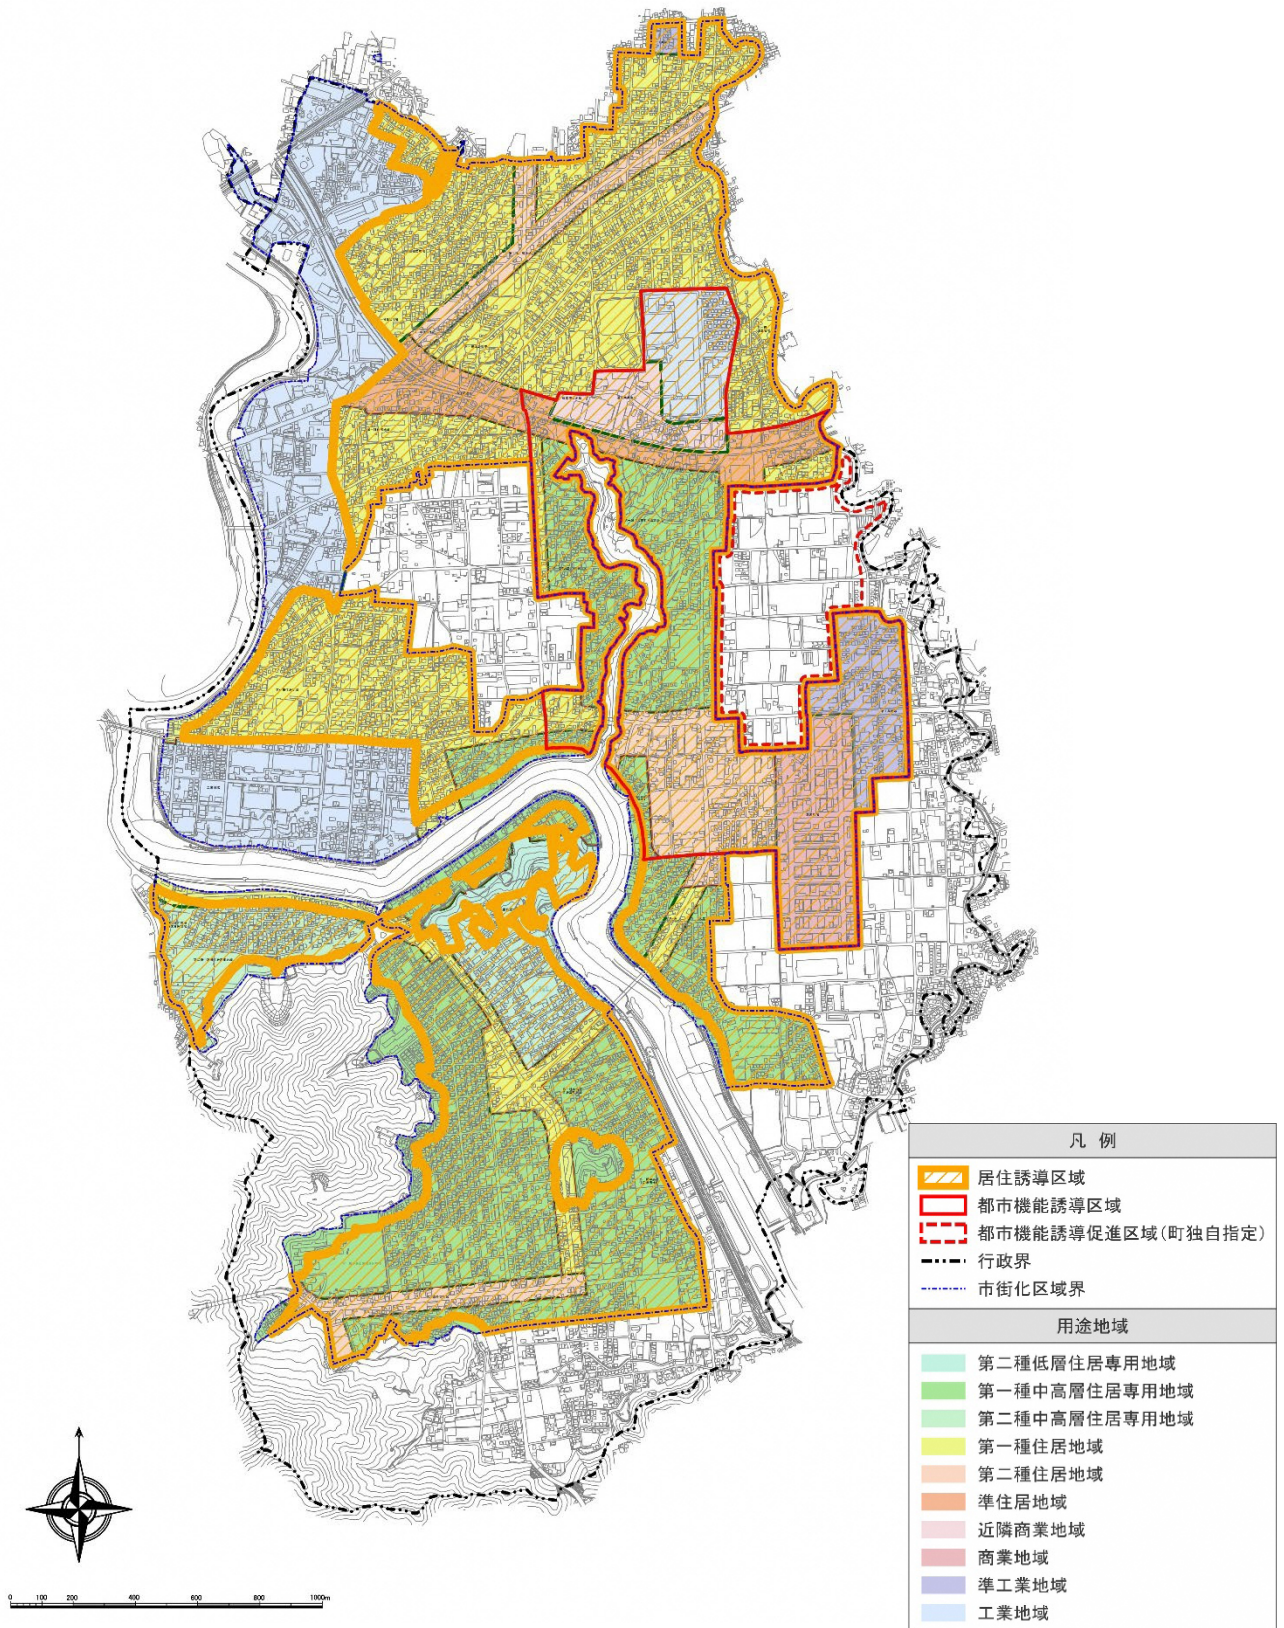 凡 例
居住誘導区域
都市機能誘導区域
都市機能誘導促進区域(町独自指定)
行政界
市街化区域界
用途地域
第二種低層住居専用地域
第一種中高層住居専用地域
第二種中高層住居専用地域
第一種住居地域
第二種住居地域
準住居地域
近隣商業地域
商業地域
準工業地域
工業地域
0 100 200 400 600 800 1000m